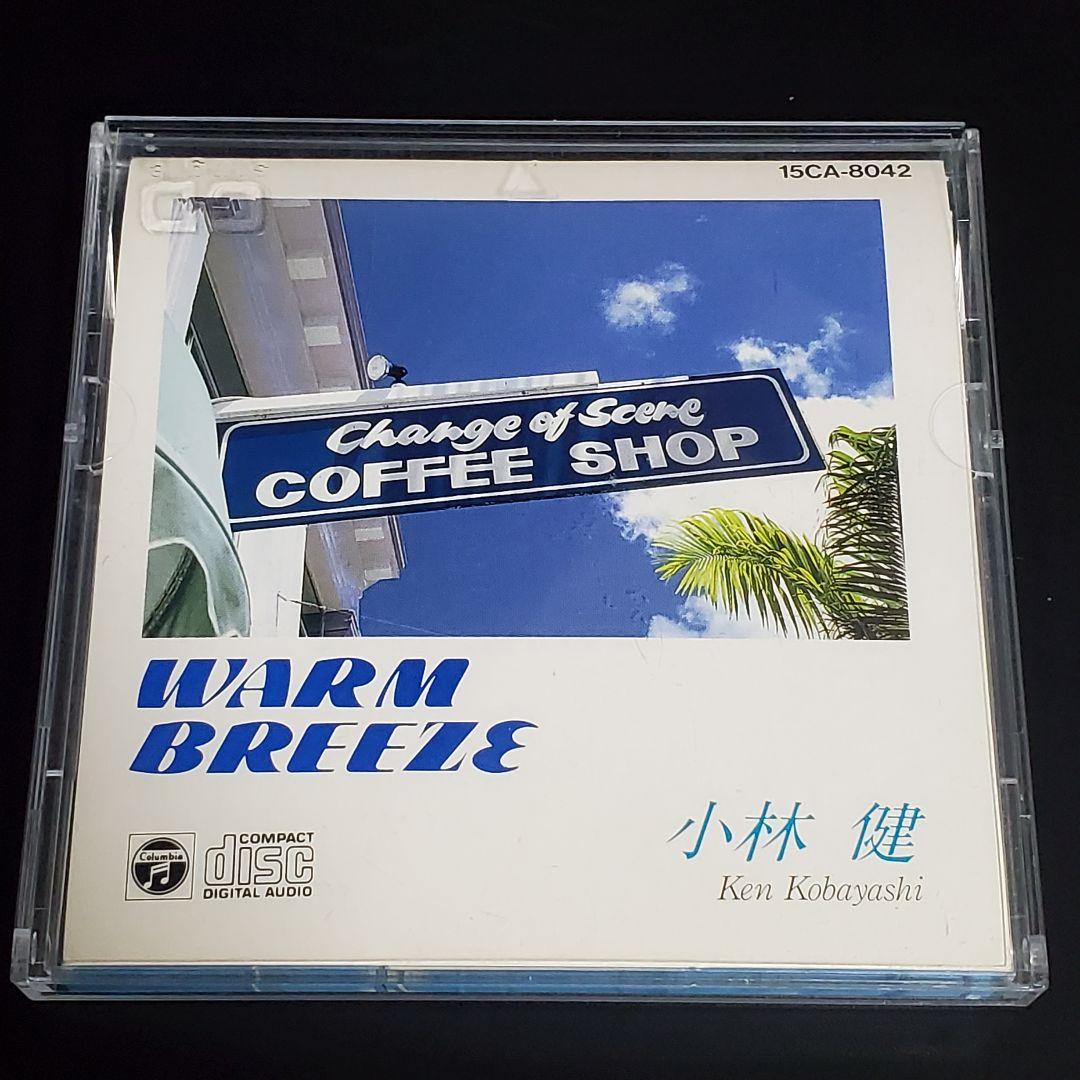 15CA-8042
Change of Scene
COFFEE SHOP
WARM
BREEZE
小林 健
Ken Kobayashi
Columbia
COMPACT
disc
DIGITAL AUDIO